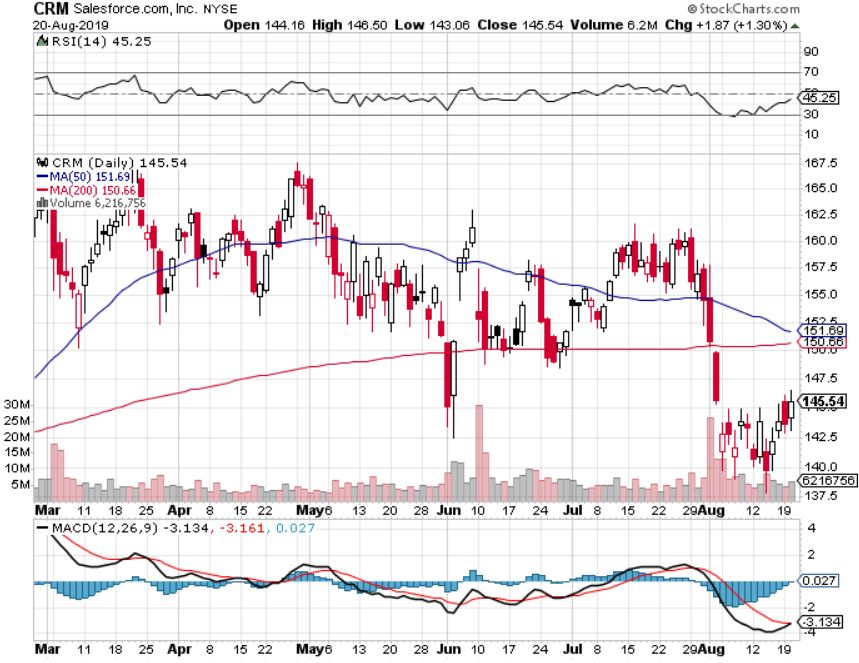 CRM Salesforce.com, Inc. NYSE
© StockCharts.com
20-Aug-2019 Open 144.16 High 146.50 Low 143.06 Close 145.54 Volume 6.2M Chg +1.87 (+1.30%)
RSI(14) 45.25
90
70
50
45.25
30
10
CRM (Daily) 145.54
MA(50) 151.69
MA(200) 150.66
Volume 6,216,756
167.5
165.0
162.5
160.0
157.5
155.0
152.5
151.69
150.66
150.0
147.5
145.54
142.5
140.0
6216756
137.5
30M
25M
20M
15M
10M
5M
Mar 11 18 25 Apr 8 15 22 May 6 13 20 28 Jun 10 17 24 Jul 8 15 22 29 Aug 12 19
MACD(12,26,9) -3.134, -3.161, 0.027
4
2
0.027
-2
-3.134
-4
Mar 11 18 25 Apr 8 15 22 May 6 13 20 28 Jun 10 17 24 Jul 8 15 22 29 Aug 12 19